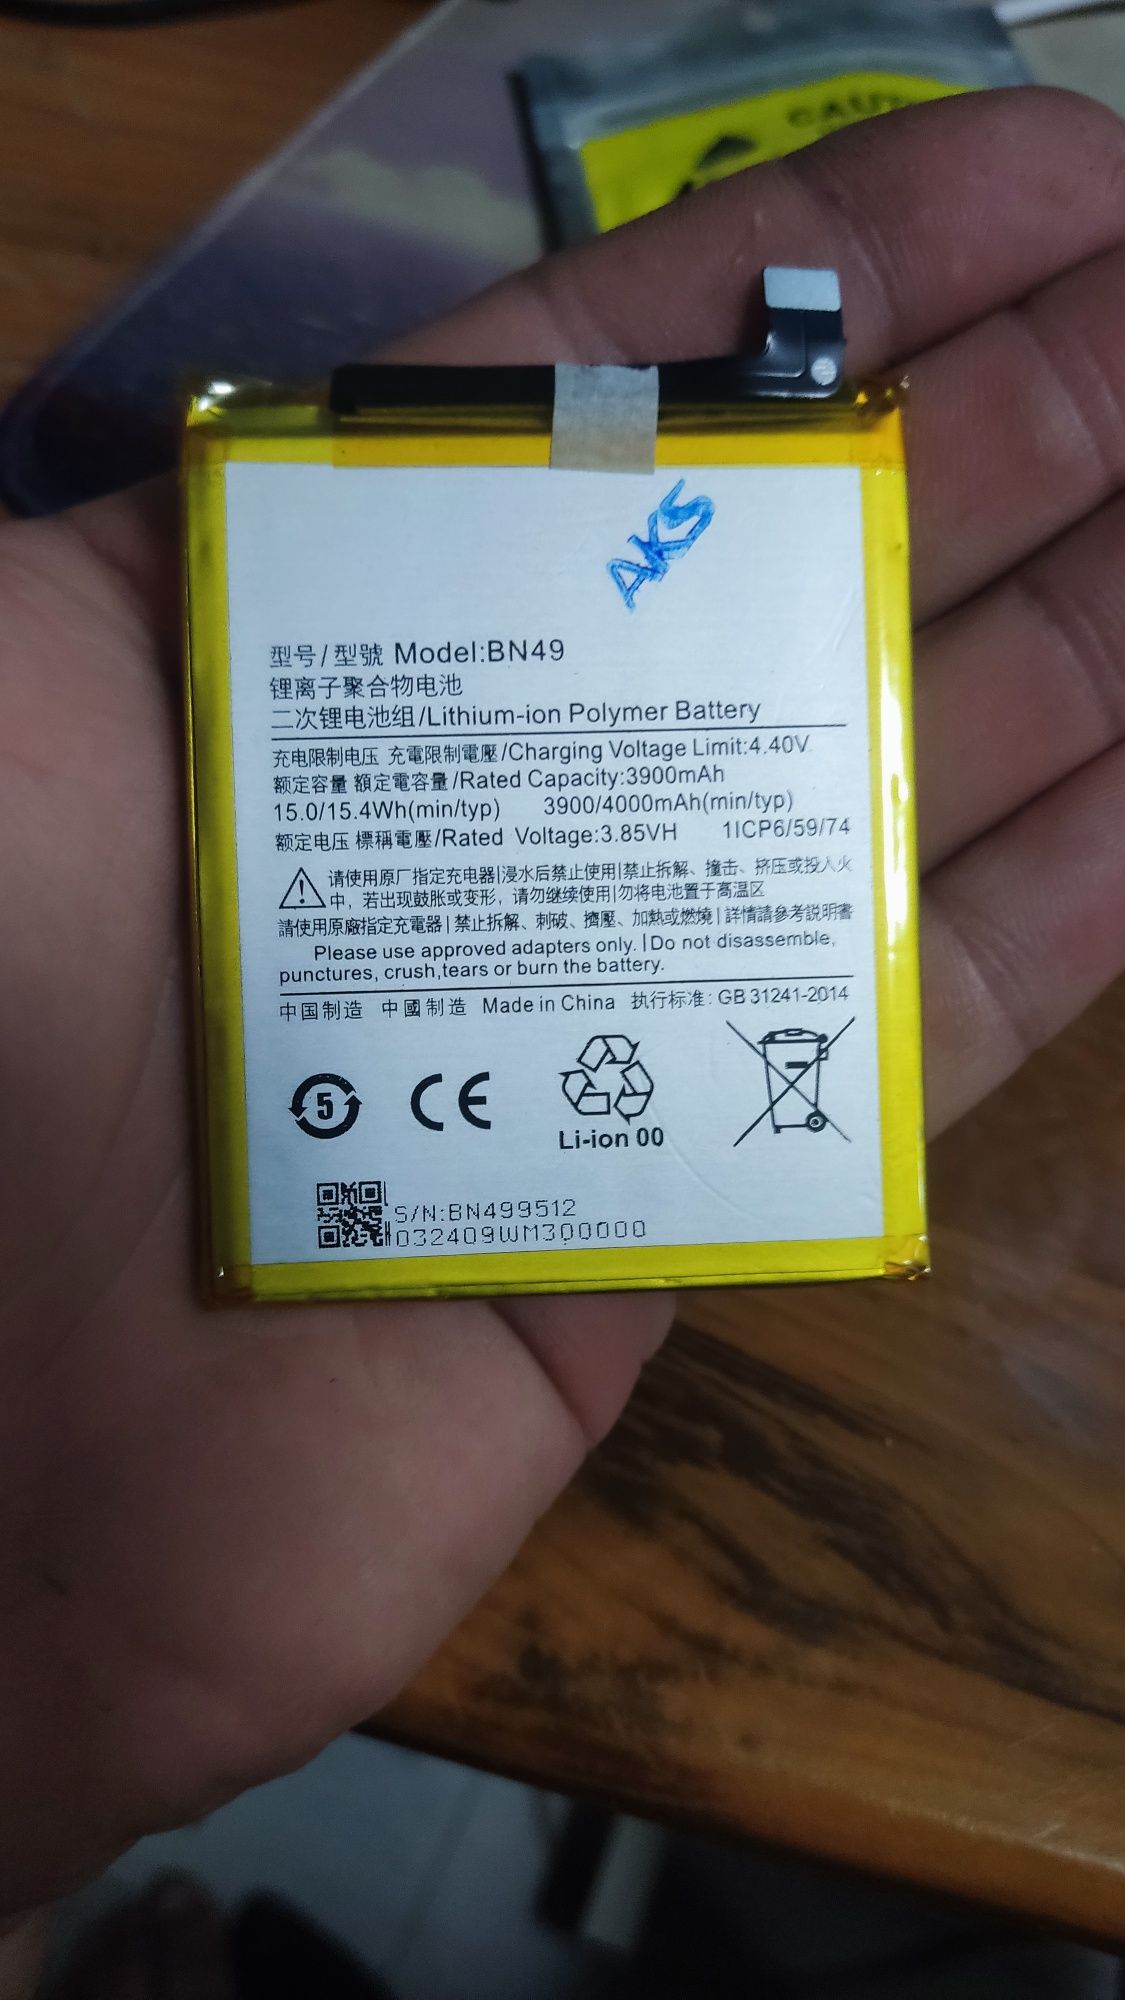 CAUT
AKS
型号/型號 Model:BN49
锂离子聚合物电池
二次锂电池组/Lithium-ion Polymer Battery
充电限制电压 充電限制電壓/Charging Voltage Limit:4.40V
额定容量 額定電容量/Rated Capacity:3900mAh
15.0/15.4Wh(min/typ) 3900/4000mAh(min/typ)
额定电压 標稱電壓/Rated Voltage:3.85VH 1ICP6/59/74
请使用原厂指定充电器|浸水后禁止使用|禁止拆解、撞击、挤压或投入火
中，若出现鼓胀或变形，请勿继续使用|勿将电池置于高温区
請使用原廠指定充電器|禁止拆解、刺破、擠壓、加熱或燃燒|詳情請參考説明書
Please use approved adapters only. | Do not disassemble,
punctures, crush,tears or burn the battery.
中国制造 中國制造 Made in China 执行标准: GB 31241-2014
5 CE
Li-ion 00
S/N:BN499512
032409WM300000